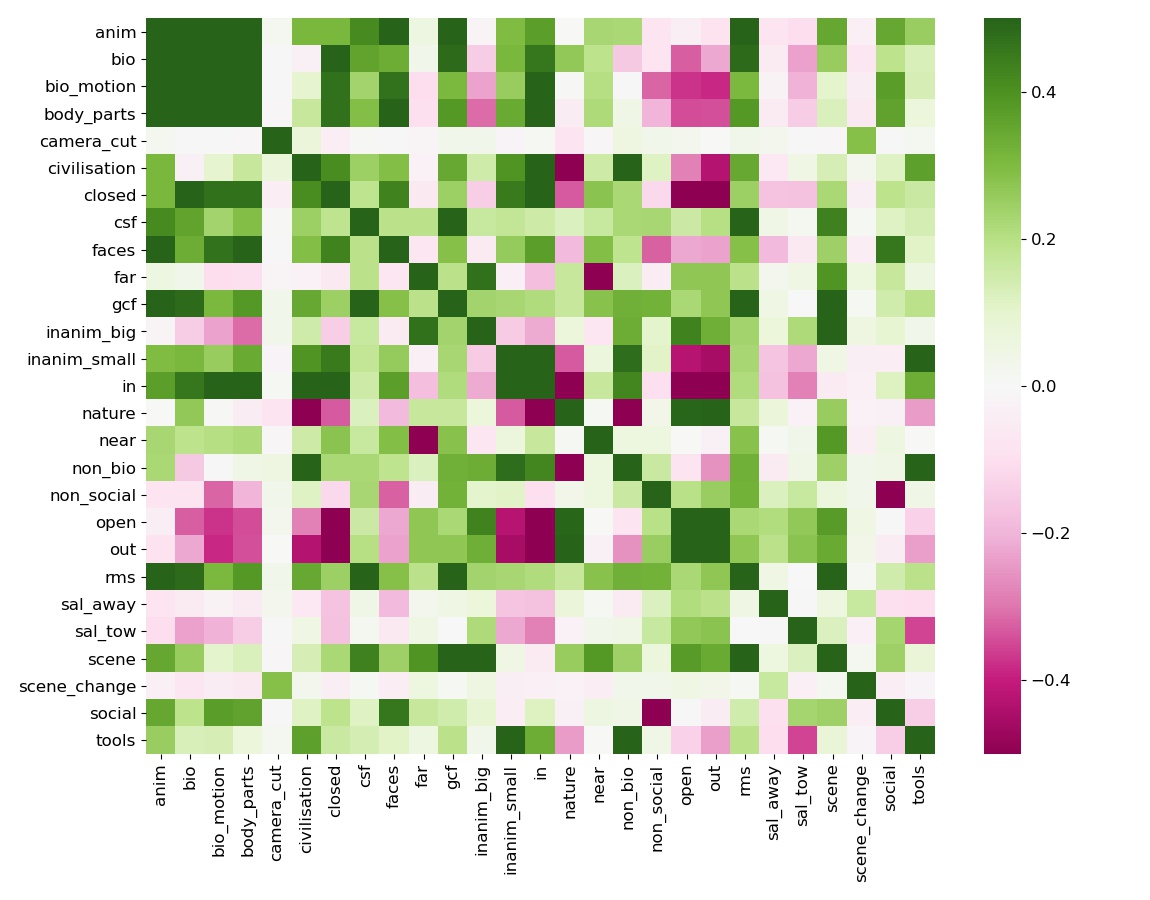 anim
bio
bio_motion
body_parts
camera_cut
civilisation
closed
csf
faces
far
gcf
inanim_big
inanim_small
in
nature
near
non_bio
non_social
open
out
rms
sal_away
sal_tow
scene
scene_change
social
tools
anim
bio
bio_motion
body_parts
camera_cut
civilisation
closed
csf
faces
far
gcf
inanim_big
inanim_small
in
nature
near
non_bio
non_social
open
out
rms
sal_away
sal_tow
scene
scene_change
social
tools
0.4
0.2
0.0
−0.2
−0.4